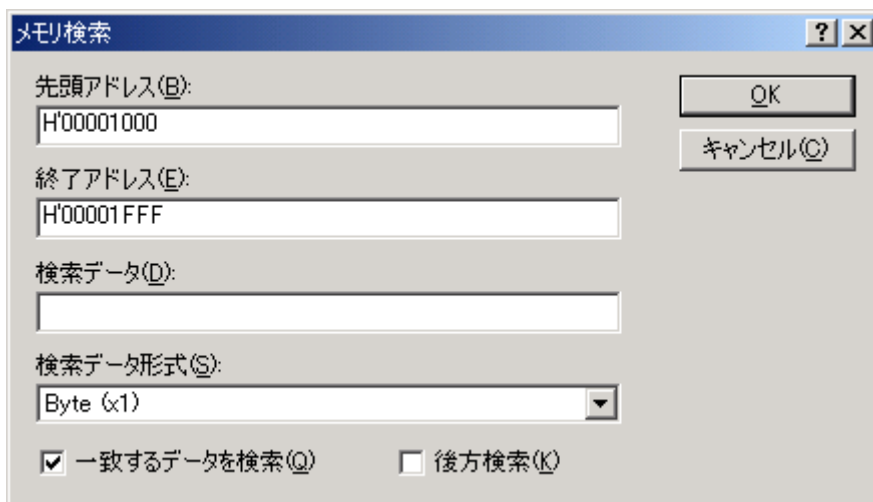 メモリ検索
先頭アドレス(B):
H'00001000
OK
キャンセル(C)
終了アドレス(E):
H'00001FFF
検索データ(D):
検索データ形式(S):
Byte (x1)
一致するデータを検索(Q) 後方検索(K)